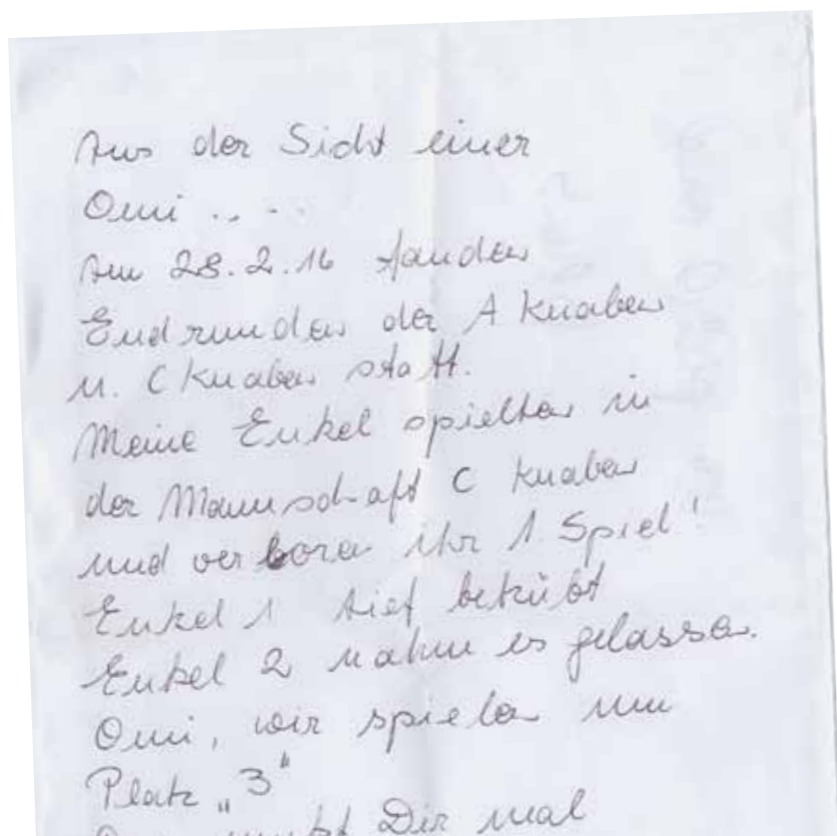 Aus der Sicht einer
Omi ....
Am 28.2.16 fanden
Endrunden der A Knaben
u. C Knaben statt.
Meine Enkel spielten in
der Mannschaft C Knaben
und verloren ihr 1 Spiel!
Enkel 1 tief betrübt
Enkel 2 nahm es gelassen.
Omi, wir spielen um
Platz „3“
Dir mal